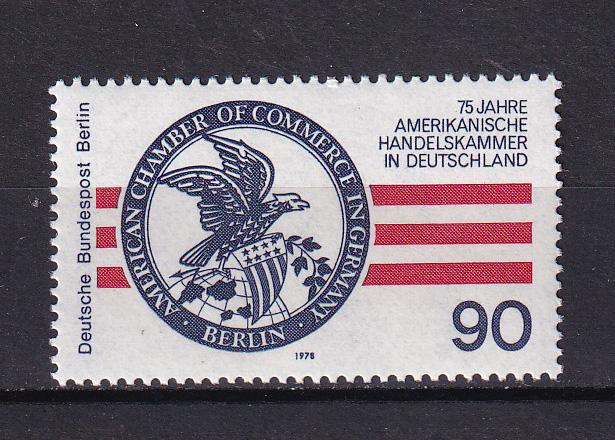 Deutsche Bundespost Berlin
AMERICAN CHAMBER OF COMMERCE IN GERMANY
· BERLIN ·
75 JAHRE
AMERIKANISCHE
HANDELSKAMMER
IN DEUTSCHLAND
1978
90